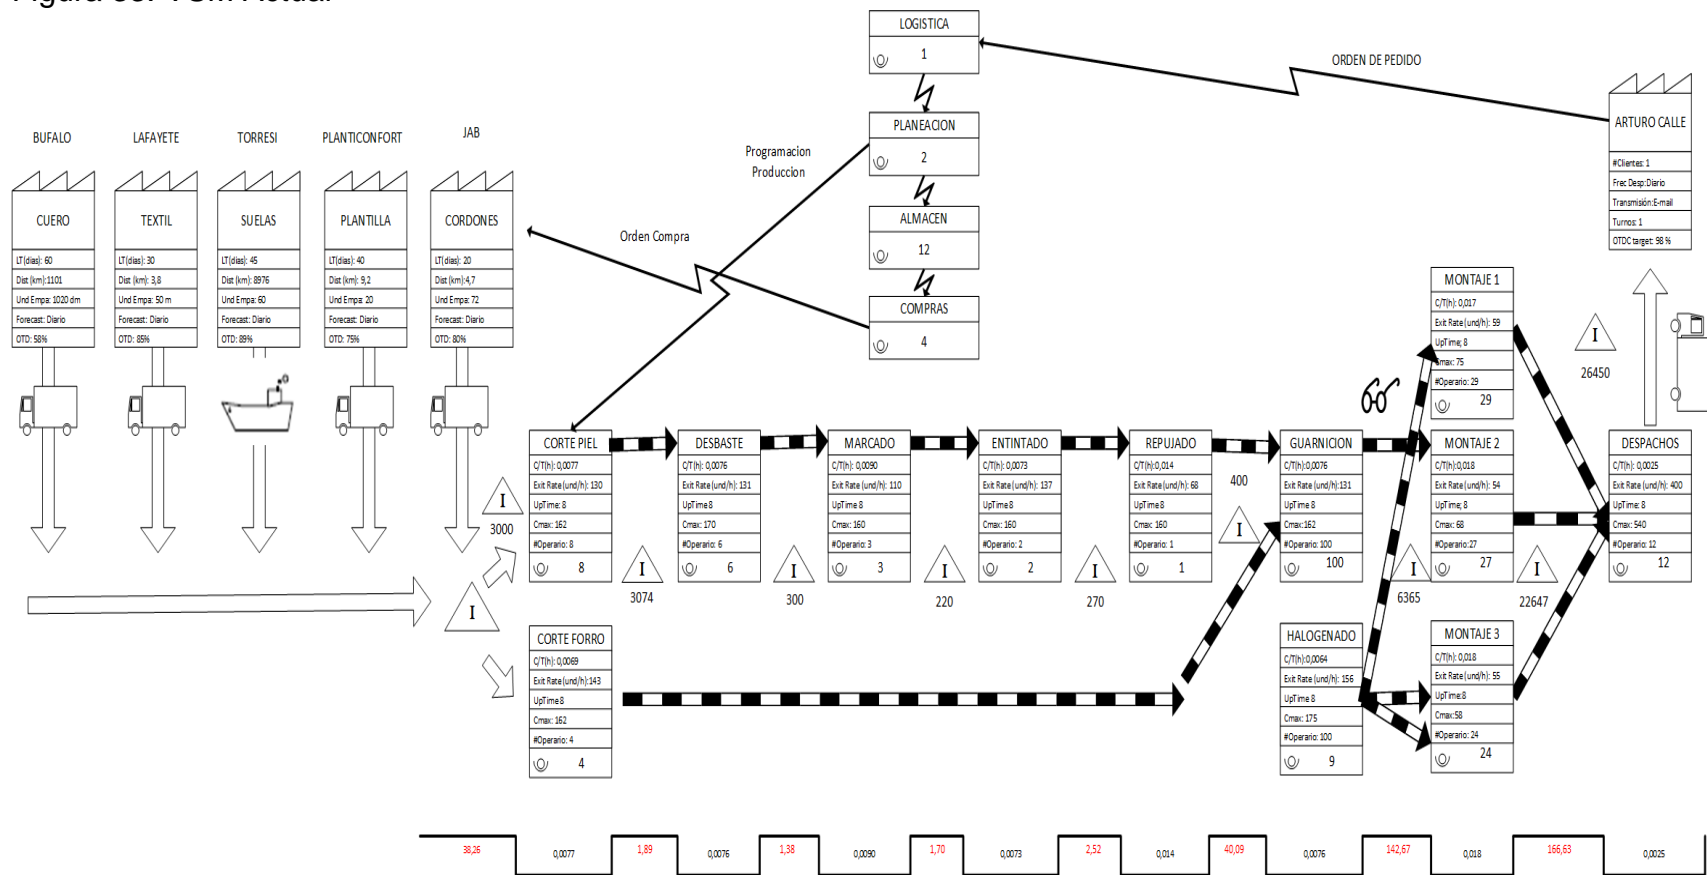 LOGISTICA
1
ORDEN DE PEDIDO
PLANEACION
2
Programacion
Produccion
ALMACEN
12
Orden Compra
COMPRAS
4
ARTURO CALLE
#Clientes: 1
Frec Desp:Diario
Transmisión:E-mail
Turnos: 1
OTDC target: 98 %
BUFALO
CUERO
LT(dias): 60
Dist (km):1101
Und Empa: 1020 dm
Forecast: Diario
OTD: 58%
LAFAYETE
TEXTIL
LT(dias): 30
Dist (km): 3,8
Und Empa: 50 m
Forecast: Diario
OTD: 85%
TORRESI
SUELAS
LT(dias): 45
Dist (km): 8976
Und Empa: 60
Forecast: Diario
OTD: 89%
PLANTICONFORT
PLANTILLA
LT(dias): 40
Dist (km): 9,2
Und Empa: 20
Forecast: Diario
OTD: 75%
JAB
CORDONES
LT(dias): 20
Dist (km):4,7
Und Empa: 72
Forecast: Diario
OTD: 80%
I
I
3000
CORTE PIEL
C/T(h): 0,0077
Exit Rate (und/h): 130
UpTime: 8
Cmax: 162
#Operario: 8
8
I
3074
DESBASTE
C/T(h): 0,0076
Exit Rate (und/h): 131
UpTime 8
Cmax: 170
#Operario: 6
6
I
300
MARCADO
C/T(h): 0,0090
Exit Rate (und/h): 110
UpTime 8
Cmax: 160
#Operario: 3
3
I
220
ENTINTADO
C/T(h): 0,0073
Exit Rate (und/h): 137
UpTime 8
Cmax: 160
#Operario: 2
2
I
270
REPUJADO
C/T(h):0,014
Exit Rate (und/h): 68
UpTime 8
Cmax: 160
#Operario: 1
1
400
I
GUARNICION
C/T(h):0,0076
Exit Rate (und/h):131
UpTime: 8
Cmax:162
#Operario: 100
100
I
6365
MONTAJE 1
C/T(h): 0,017
Exit Rate (und/h): 59
UpTime; 8
Cmax: 75
#Operario: 29
29
MONTAJE 2
C/T(h):0,018
Exit Rate (und/h): 54
UpTime; 8
Cmax: 68
#Operario:27
27
I
22647
I
26450
DESPACHOS
C/T(h): 0,0025
Exit Rate (und/h): 400
UpTime: 8
Cmax: 540
#Operario: 12
12
CORTE FORRO
C/T(h): 0,0069
Exit Rate (und/h):143
UpTime 8
Cmax: 162
#Operario: 4
4
HALOGENADO
C/T(h):0,0064
Exit Rate (und/h): 156
UpTime 8
Cmax: 175
#Operario: 100
9
MONTAJE 3
C/T(h): 0,018
Exit Rate (und/h): 55
UpTime:8
Cmax:58
#Operario: 24
24
38,26 0,0077 1,89 0,0076 1,38 0,0090 1,70 0,0073 2,52 0,014 40,09 0,0076 142,67 0,018 166,63 0,0025